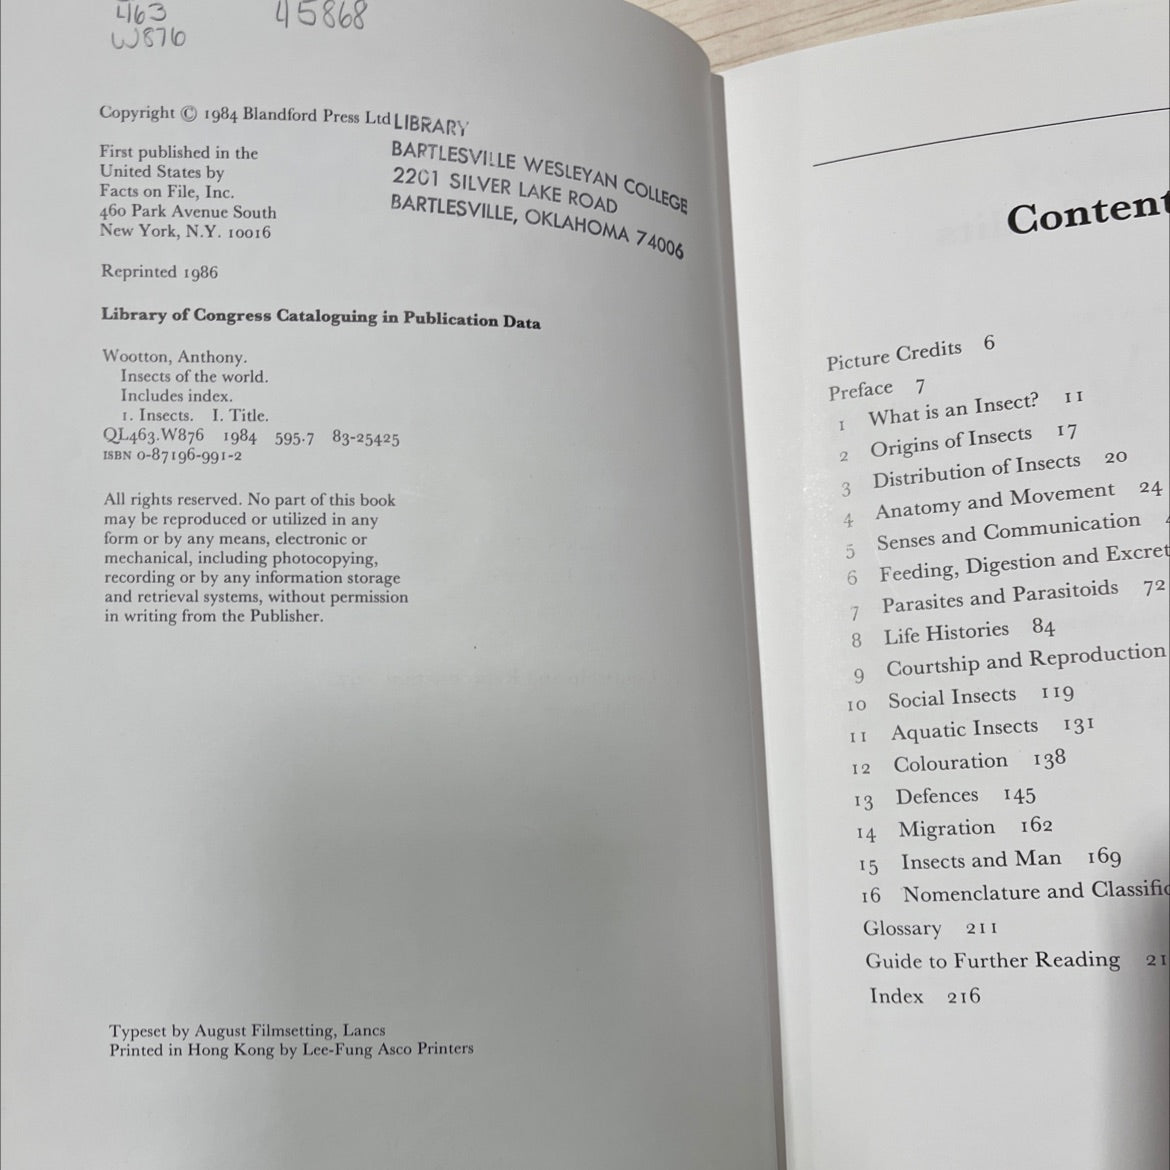 463
W876
45868
Copyright © 1984 Blandford Press Ltd
LIBRARY
BARTLESVILLE WESLEYAN COLLEGE
2201 SILVER LAKE ROAD
BARTLESVILLE, OKLAHOMA 74006
First published in the
United States by
Facts on File, Inc.
460 Park Avenue South
New York, N.Y. 10016
Reprinted 1986
Library of Congress Cataloguing in Publication Data
Wootton, Anthony.
Insects of the world.
Includes index.
1. Insects. I. Title.
QL463.W876 1984 595.7 83-25425
ISBN 0-87196-991-2
All rights reserved. No part of this book
may be reproduced or utilized in any
form or by any means, electronic or
mechanical, including photocopying,
recording or by any information storage
and retrieval systems, without permission
in writing from the Publisher.
Typeset by August Filmsetting, Lancs
Printed in Hong Kong by Lee-Fung Asco Printers
Content
Picture Credits 6
Preface 7
1 What is an Insect? 11
2 Origins of Insects 17
3 Distribution of Insects 20
4 Anatomy and Movement 24
5 Senses and Communication
6 Feeding, Digestion and Excret
7 Parasites and Parasitoids 72
8 Life Histories 84
9 Courtship and Reproduction
10 Social Insects 119
11 Aquatic Insects 131
12 Colouration 138
13 Defences 145
14 Migration 162
15 Insects and Man 169
16 Nomenclature and Classific
Glossary 211
Guide to Further Reading 21
Index 216